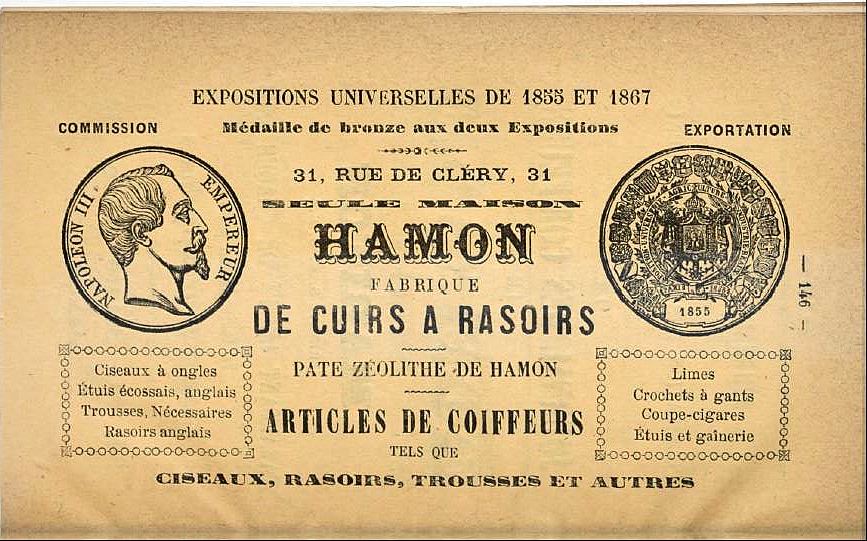 EXPOSITIONS UNIVERSELLES DE 1855 ET 1867
COMMISSION
Médaille de bronze aux deux Expositions
EXPORTATION
31, RUE DE CLÉRY, 31
SEULE MAISON
HAMON
FABRIQUE
DE CUIRS A RASOIRS
NAPOLEON III
EMPEREUR
1855
— 146 —
PATE ZÉOLITHE DE HAMON
ARTICLES DE COIFFEURS
TELS QUE
Ciseaux à ongles
Étuis écossais, anglais
Trousses, Nécessaires
Rasoirs anglais
Limes
Crochets à gants
Coupe-cigares
Étuis et gaînerie
CISEAUX, RASOIRS, TROUSSES ET AUTRES